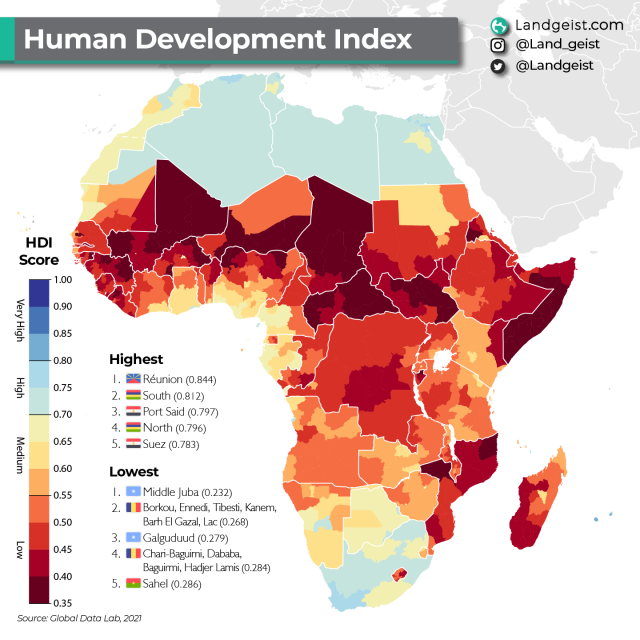 Human Development Index
Landgeist.com
@Land_geist
@Landgeist
HDI
Score
1.00
0.90
0.85
0.80
0.75
0.70
0.65
0.60
0.55
0.50
0.45
0.40
0.35
Very High
High
Medium
Low
Highest
1. Réunion (0.844)
2. South (0.812)
3. Port Said (0.797)
4. North (0.796)
5. Suez (0.783)
Lowest
1. Middle Juba (0.232)
2. Borkou, Ennedi, Tibesti, Kanem,
Barh El Gazal, Lac (0.268)
3. Galguduud (0.279)
4. Chari-Baguimi, Dababa,
Baguirmi, Hadjer Lamis (0.284)
5. Sahel (0.286)
Source: Global Data Lab, 2021